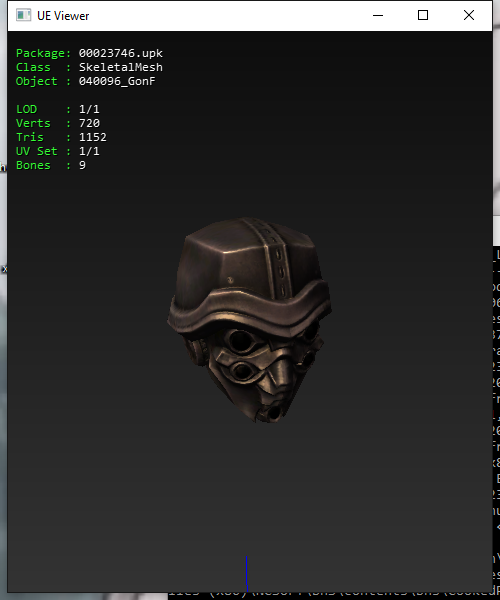 UE Viewer
Package: 00023746.upk
Class : SkeletalMesh
Object : 040096_GonF
LOD : 1/1
Verts : 720
Tris : 1152
UV Set : 1/1
Bones : 9